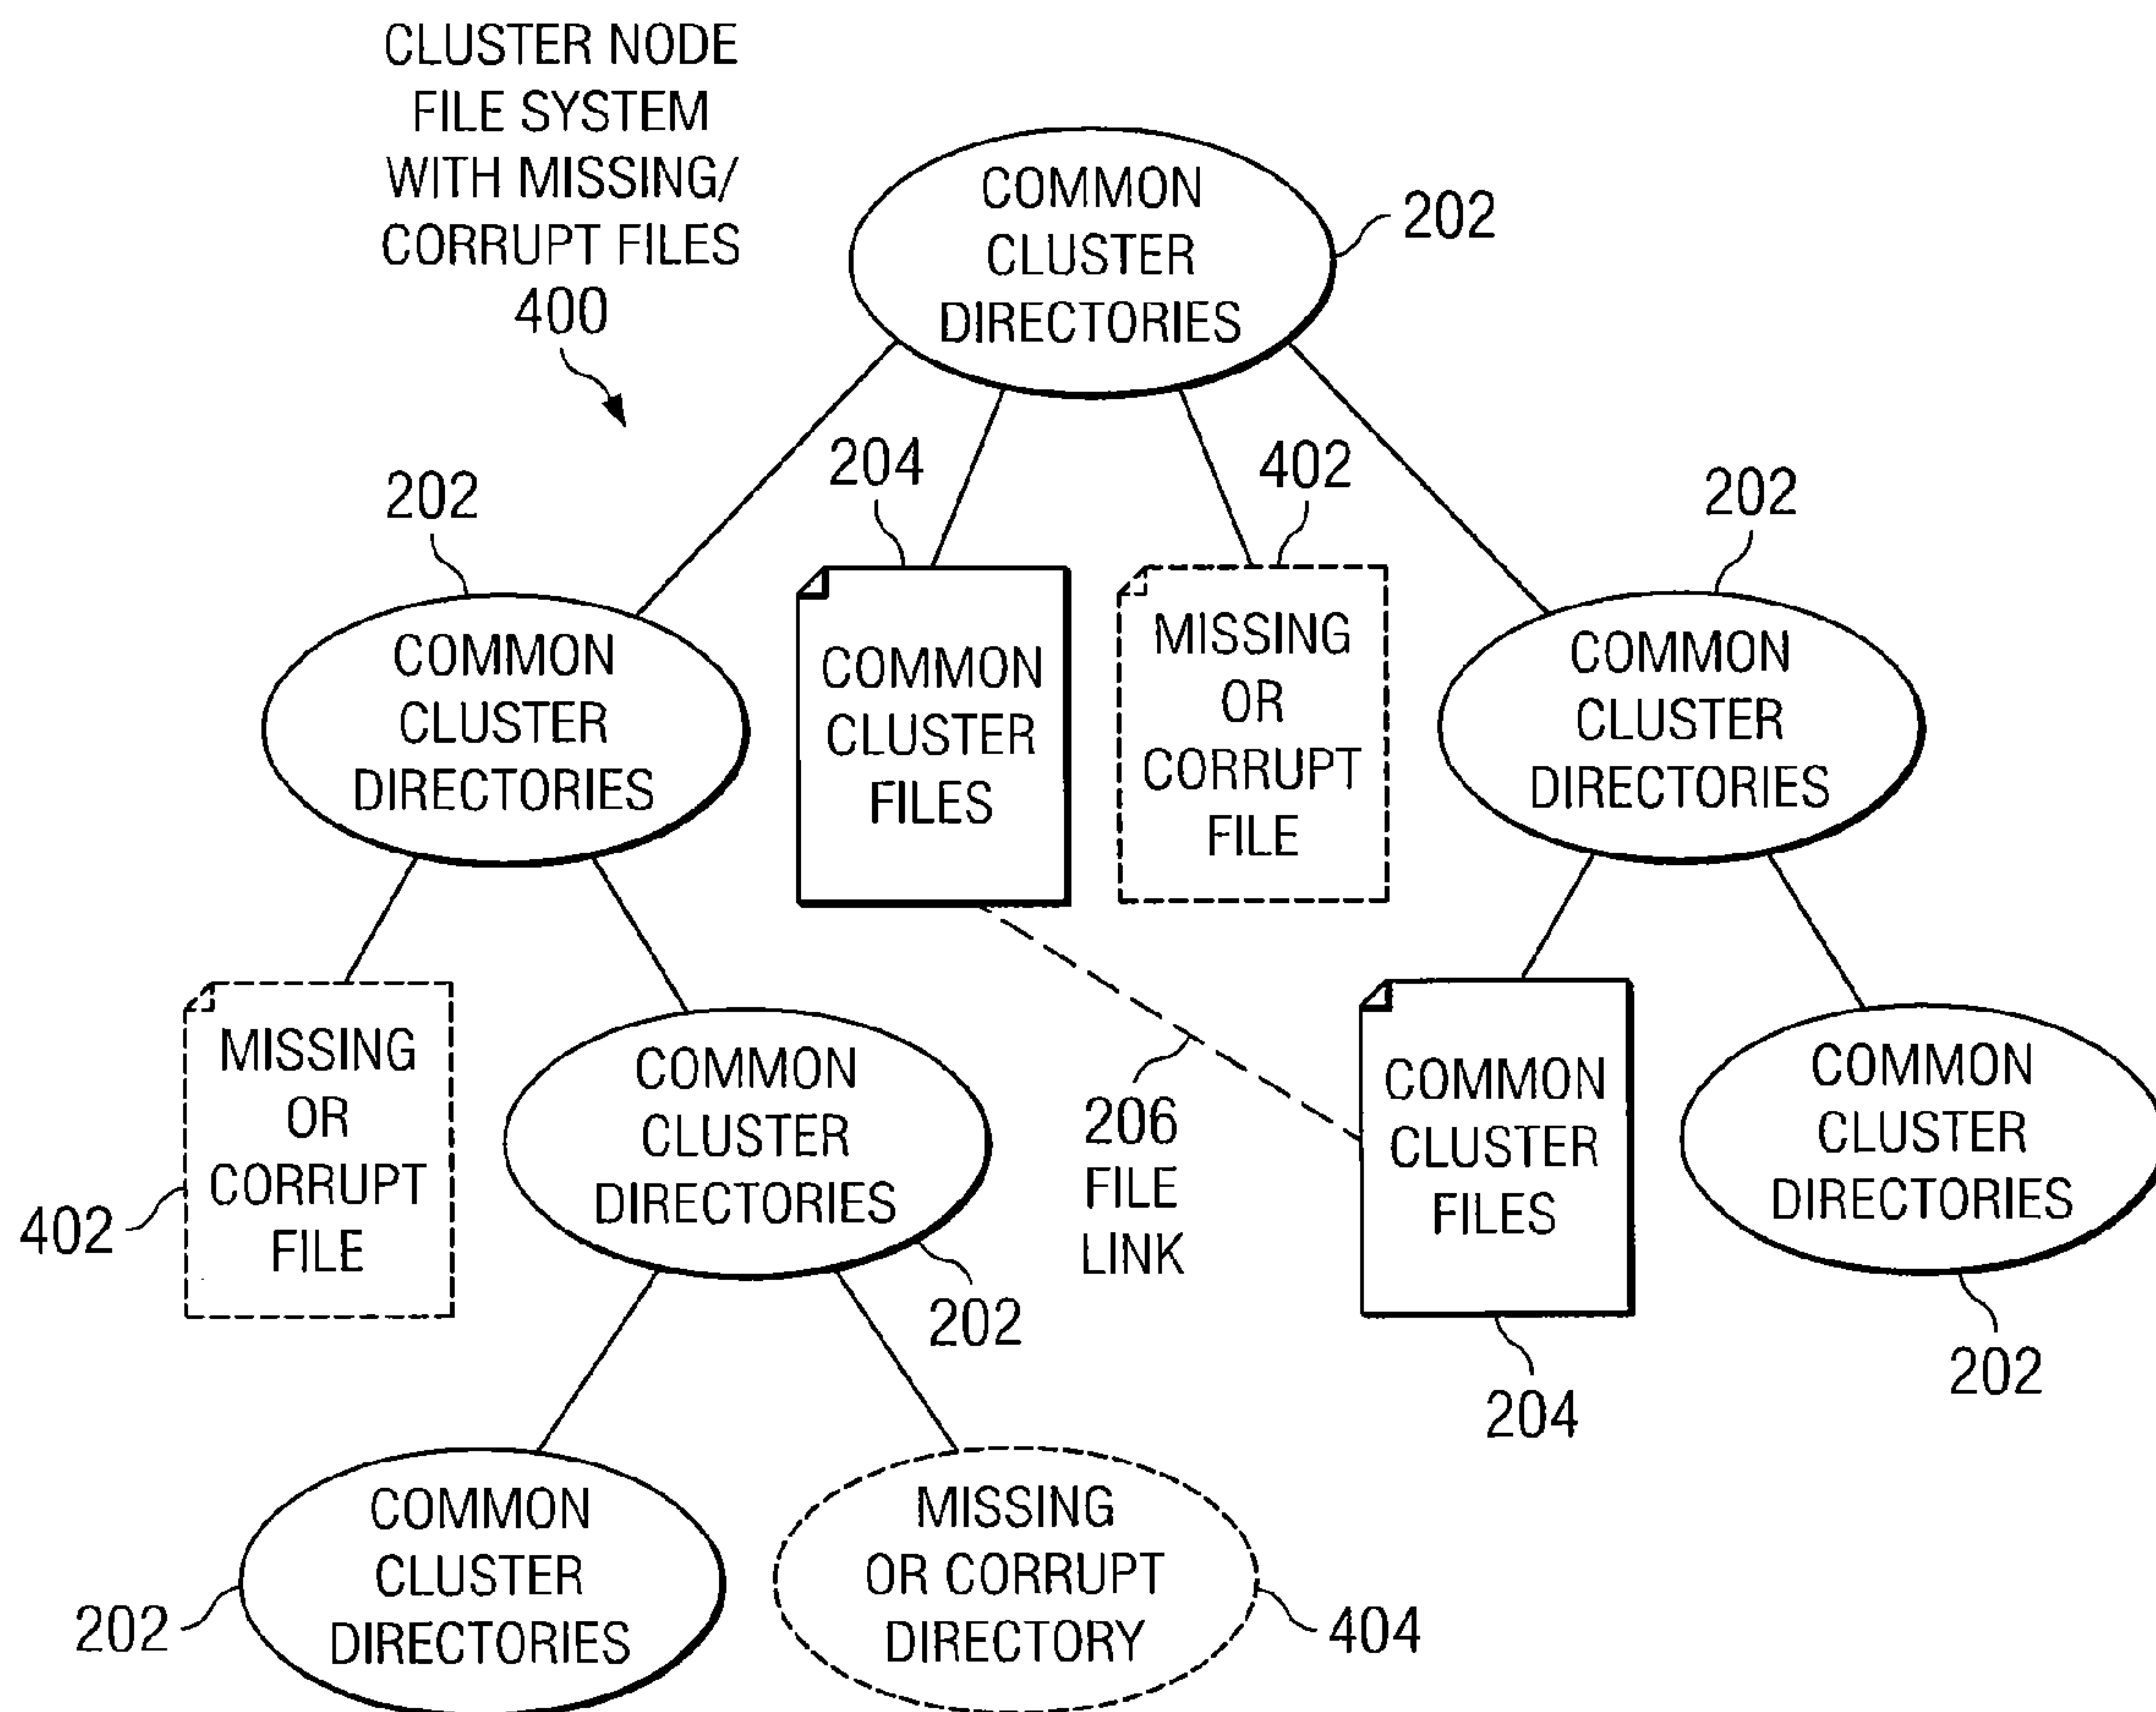 CLUSTER NODE
FILE SYSTEM
WITH MISSING/
CORRUPT FILES
400
COMMON
CLUSTER
DIRECTORIES
202
202
204
402
202
COMMON
CLUSTER
DIRECTORIES
COMMON
CLUSTER
FILES
MISSING
OR
CORRUPT
FILE
COMMON
CLUSTER
DIRECTORIES
MISSING
OR
CORRUPT
FILE
402
COMMON
CLUSTER
DIRECTORIES
202
206
FILE
LINK
COMMON
CLUSTER
FILES
204
COMMON
CLUSTER
DIRECTORIES
202
COMMON
CLUSTER
DIRECTORIES
202
MISSING
OR CORRUPT
DIRECTORY
404